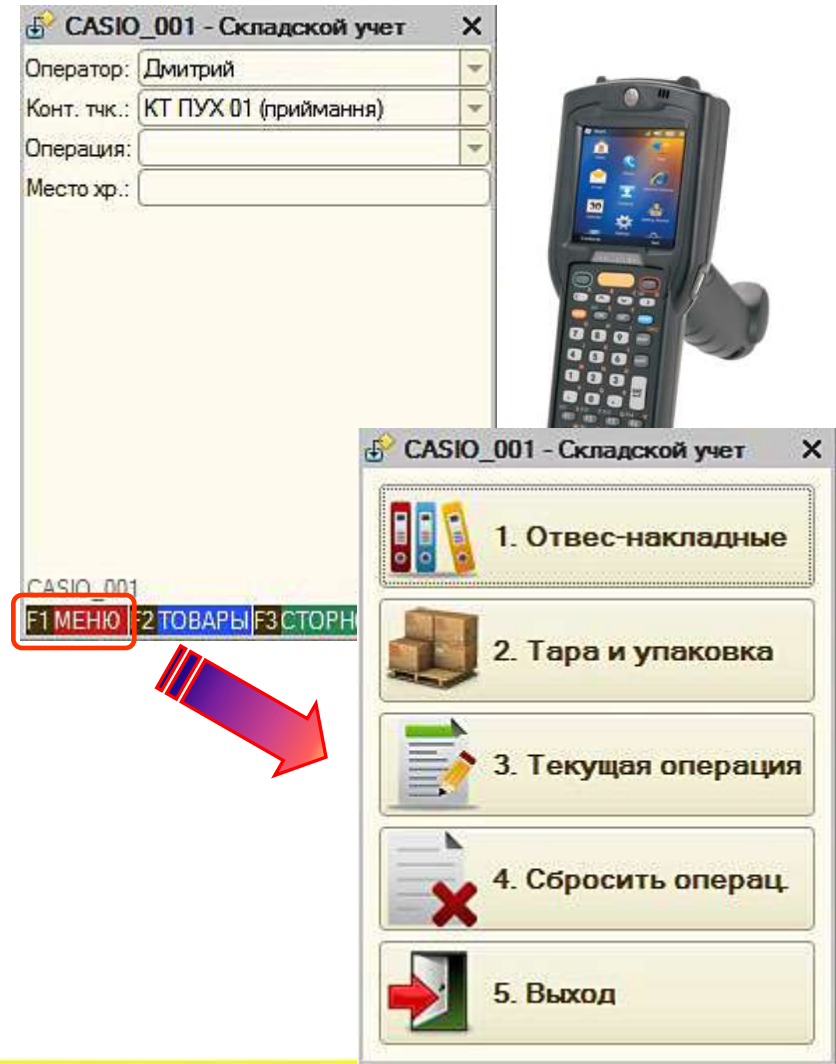 CASIO_001 - Складской учет
Оператор: Дмитрий
Конт. тчк.: КТ ПУХ 01 (приймання)
Операция:
Место хр.:
CASIO_001
F1 МЕНЮ F2 ТОВАРЫ F3 СТОРН
CASIO_001 - Складской учет
1. Отвес-накладные
2. Тара и упаковка
3. Текущая операция
4. Сбросить операц.
5. Выход